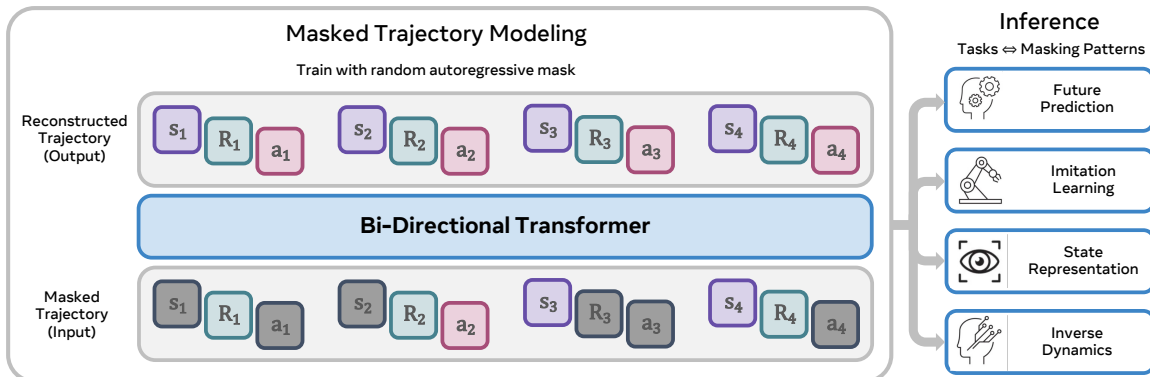 Masked Trajectory Modeling
Train with random autoregressive mask
Reconstructed
Trajectory
(Output)
s1 R1 a1 s2 R2 a2 s3 R3 a3 s4 R4 a4
Bi-Directional Transformer
Masked
Trajectory
(Input)
s1 R1 a1 s2 R2 a2 s3 R3 a3 s4 R4 a4
Inference
Tasks ⇔ Masking Patterns
Future
Prediction
Imitation
Learning
State
Representation
Inverse
Dynamics